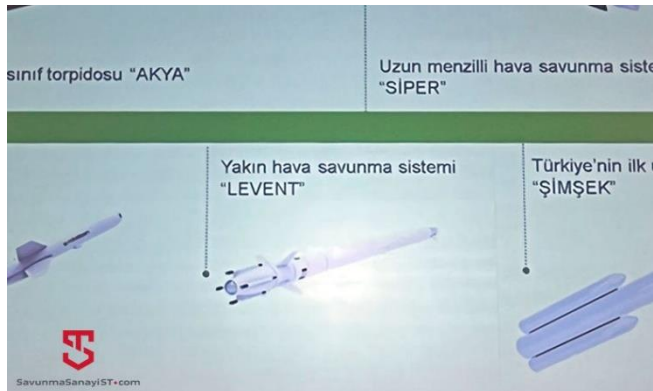 sınıf torpidosu “AKYA”
Uzun menzilli hava savunma siste
“SİPER”
Yakın hava savunma sistemi
“LEVENT”
Türkiye'nin ilk
“ŞİMŞEK”
SavunmaSanayiST.com